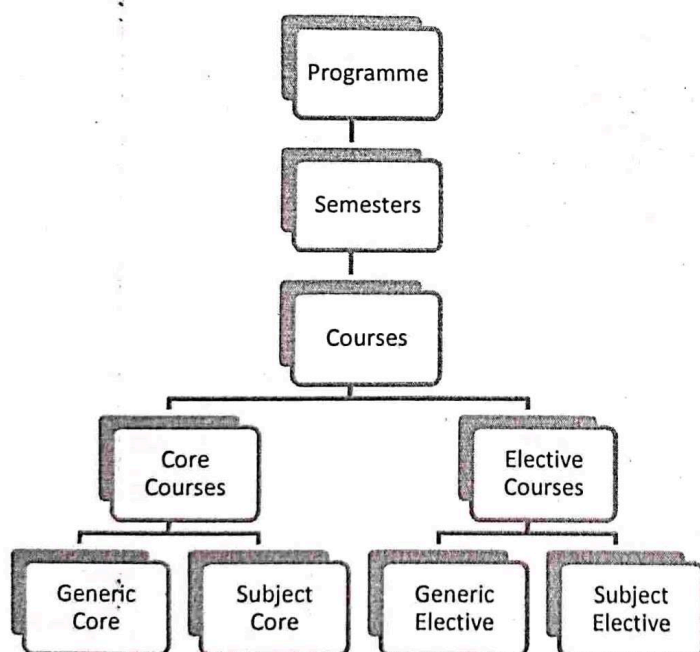 Programme
Semesters
Courses
Core
Courses
Elective
Courses
Generic
Core
Subject
Core
Generic
Elective
Subject
Elective